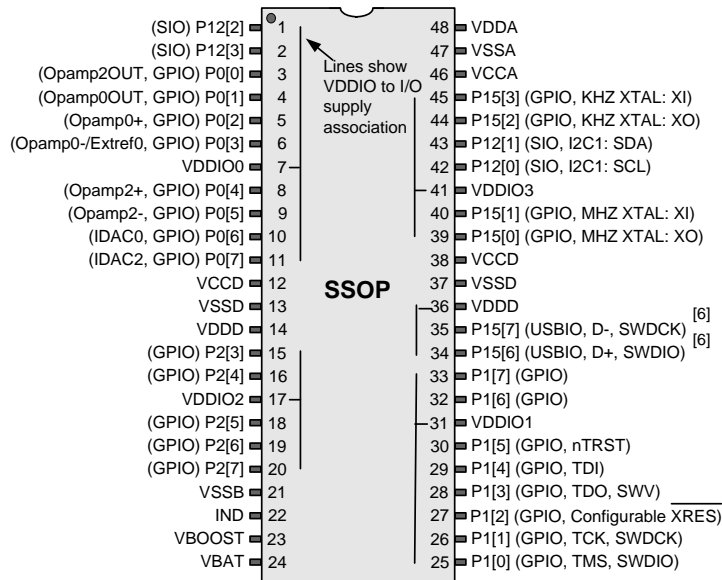 (SIO) P12[2] 1 48 VDDA
(SIO) P12[3] 2 47 VSSA
(Opamp2OUT, GPIO) P0[0] 3 46 VCCA
(Opamp0OUT, GPIO) P0[1] 4 45 P15[3] (GPIO, KHZ XTAL: XI)
(Opamp0+, GPIO) P0[2] 5 44 P15[2] (GPIO, KHZ XTAL: XO)
(Opamp0-/Extref0, GPIO) P0[3] 6 43 P12[1] (SIO, I2C1: SDA)
VDDIO0 7 42 P12[0] (SIO, I2C1: SCL)
(Opamp2+, GPIO) P0[4] 8 41 VDDIO3
(Opamp2-, GPIO) P0[5] 9 40 P15[1] (GPIO, MHZ XTAL: XI)
(IDAC0, GPIO) P0[6] 10 39 P15[0] (GPIO, MHZ XTAL: XO)
(IDAC2, GPIO) P0[7] 11 38 VCCD
VCCD 12 37 VSSD
VSSD 13 36 VDDD
VDDD 14 35 P15[7] (USBIO, D-, SWDCK) [6]
(GPIO) P2[3] 15 34 P15[6] (USBIO, D+, SWDIO) [6]
(GPIO) P2[4] 16 33 P1[7] (GPIO)
VDDIO2 17 32 P1[6] (GPIO)
(GPIO) P2[5] 18 31 VDDIO1
(GPIO) P2[6] 19 30 P1[5] (GPIO, nTRST)
(GPIO) P2[7] 20 29 P1[4] (GPIO, TDI)
VSSB 21 28 P1[3] (GPIO, TDO, SWV)
IND 22 27 P1[2] (GPIO, Configurable XRES)
VBOOST 23 26 P1[1] (GPIO, TCK, SWDCK)
VBAT 24 25 P1[0] (GPIO, TMS, SWDIO)
Lines show
VDDIO to I/O
supply
association
SSOP